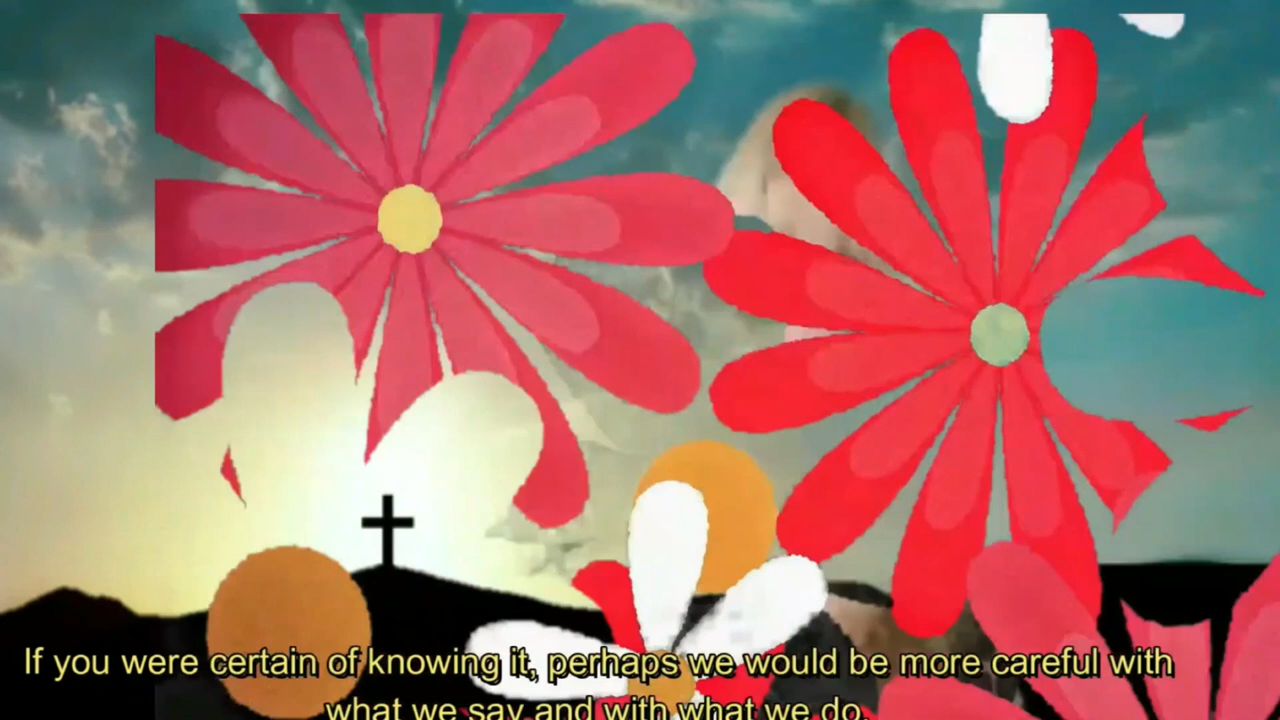 If you were certain of knowing it, perhaps we would be more careful with
what we say and with what we do.